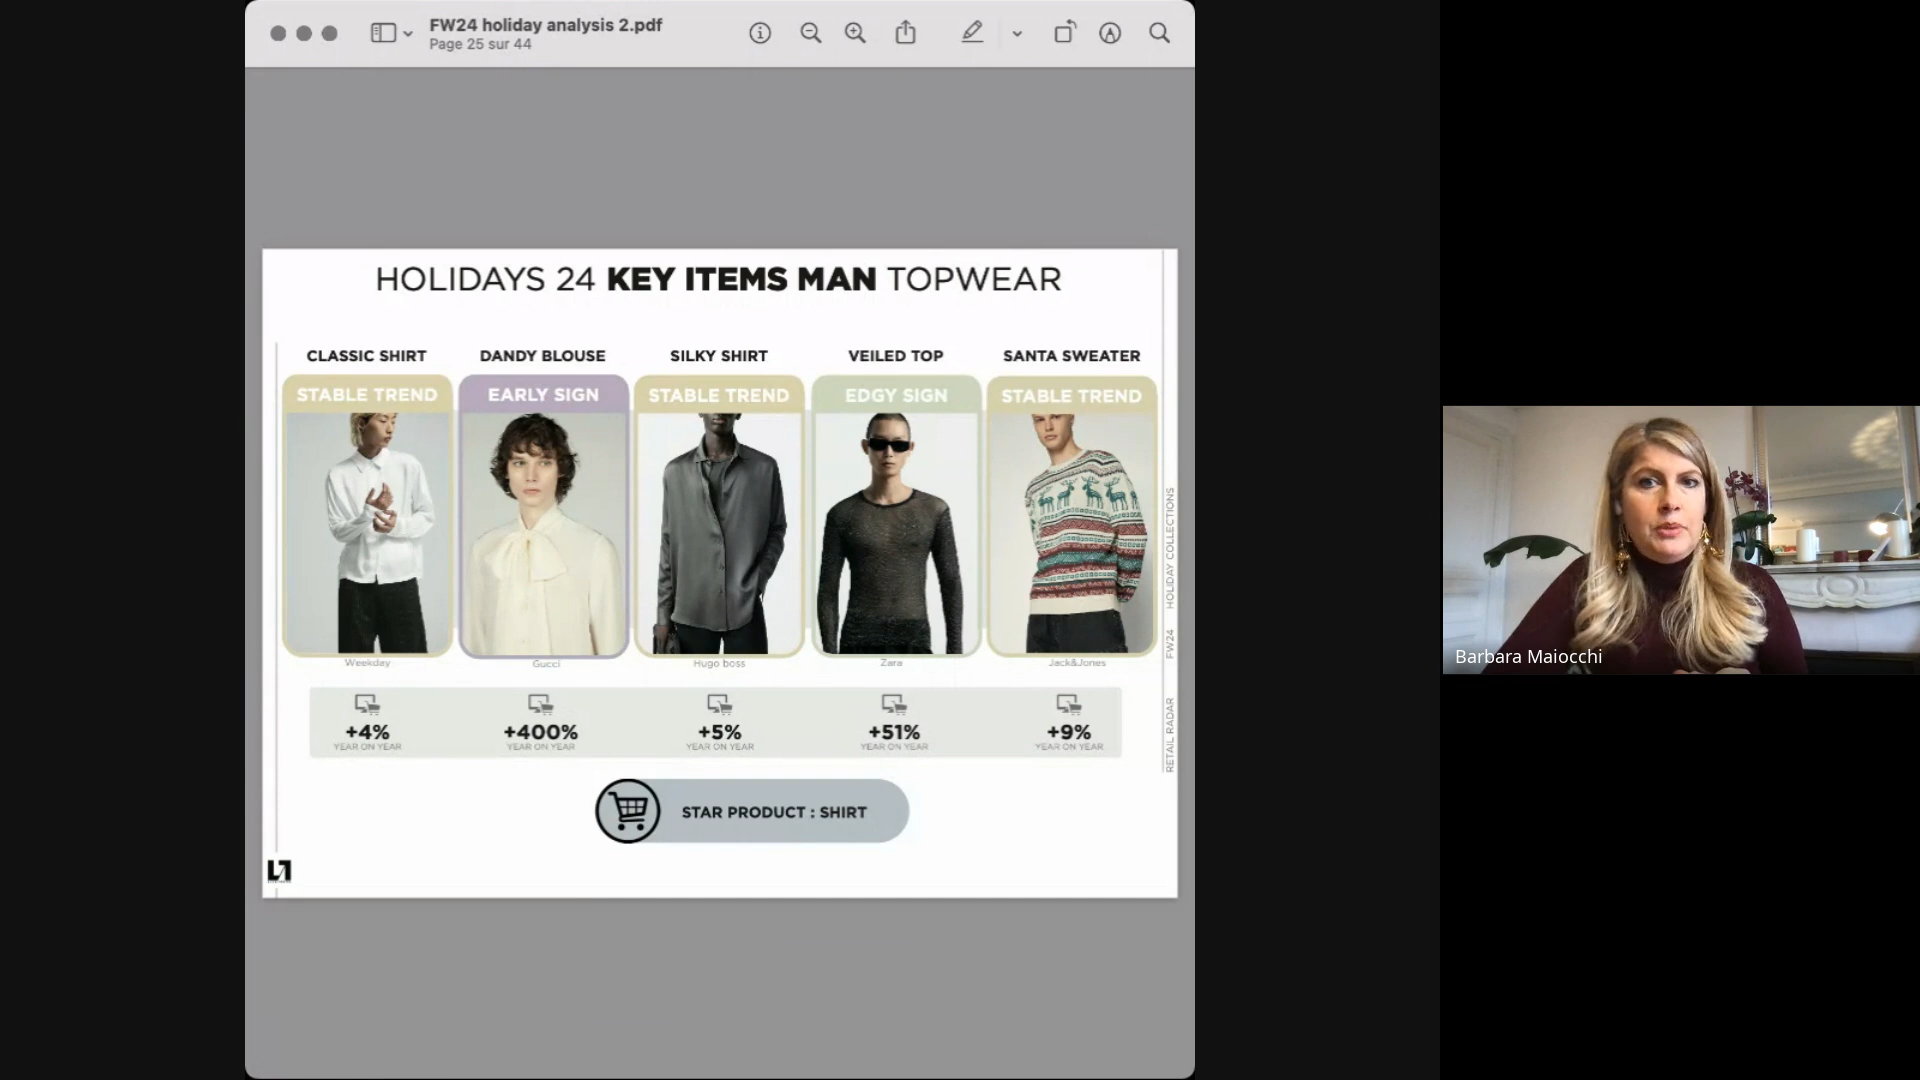 FW24 holiday analysis 2.pdf
Page 25 sur 44
HOLIDAYS 24 KEY ITEMS MAN TOPWEAR
CLASSIC SHIRT
DANDY BLOUSE
SILKY SHIRT
VEILED TOP
SANTA SWEATER
STABLE TREND
EARLY SIGN
STABLE TREND
EDGY SIGN
STABLE TREND
Weekday
Gucci
Hugo boss
Zara
Jack&Jones
+4%
YEAR ON YEAR
+400%
YEAR ON YEAR
+5%
YEAR ON YEAR
+51%
YEAR ON YEAR
+9%
YEAR ON YEAR
STAR PRODUCT : SHIRT
RETAIL RADAR FW24 HOLIDAY COLLECTIONS
Barbara Maiocchi